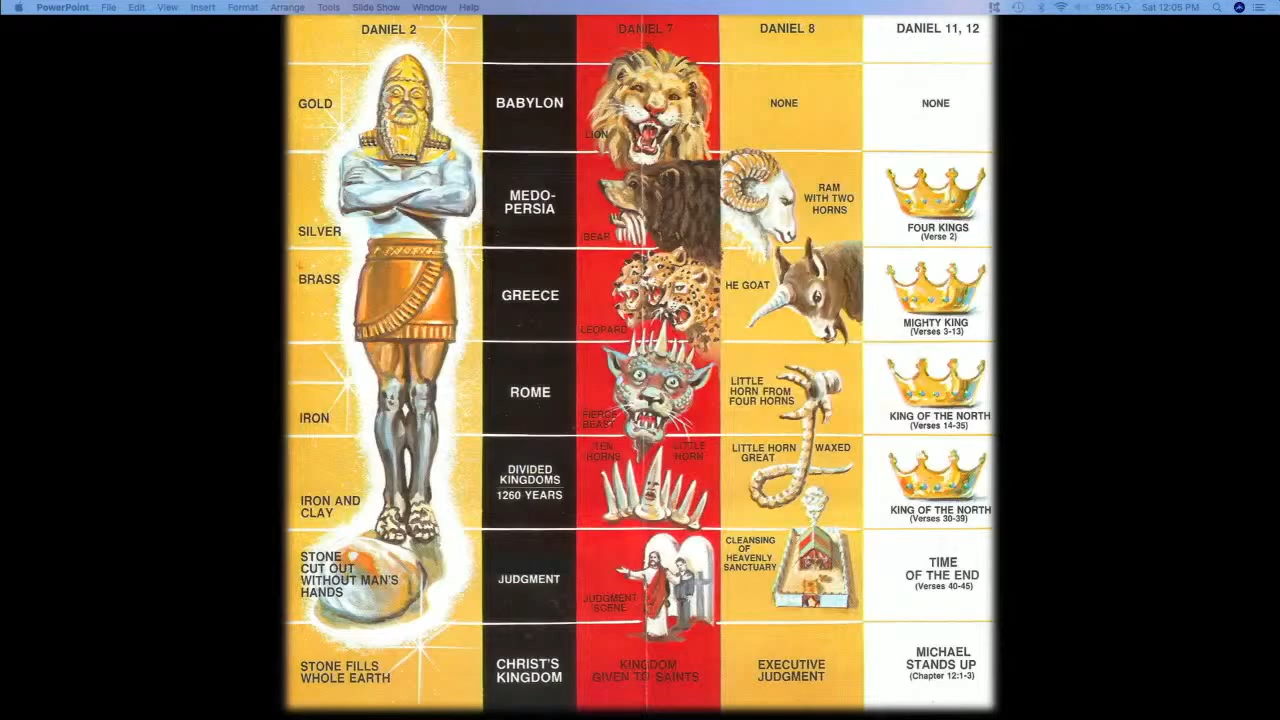 PowerPoint File Edit View Insert Format Arrange Tools Slide Show Window Help 98% Sat 12:05 PM
DANIEL 2 DANIEL 7 DANIEL 8 DANIEL 11, 12
GOLD BABYLON LION NONE NONE
SILVER
MEDO-
PERSIA
BEAR
RAM
WITH TWO
HORNS
FOUR KINGS
(Verse 2)
BRASS
GREECE
LEOPARD
HE GOAT
MIGHTY KING
(Verses 3-13)
IRON
ROME
FIERCE
BEAST
LITTLE
HORN FROM
FOUR HORNS
KING OF THE NORTH
(Verses 14-35)
IRON AND
CLAY
DIVIDED
KINGDOMS
1260 YEARS
TEN
HORNS
LITTLE
HORN
LITTLE HORN WAXED
GREAT
KING OF THE NORTH
(Verses 30-39)
STONE
CUT OUT
WITHOUT MAN'S
HANDS
JUDGMENT
JUDGMENT
SCENE
CLEANSING
OF
HEAVENLY
SANCTUARY
TIME
OF THE END
(Verses 40-45)
STONE FILLS
WHOLE EARTH
CHRIST'S
KINGDOM
KINGDOM
GIVEN TO SAINTS
EXECUTIVE
JUDGMENT
MICHAEL
STANDS UP
(Chapter 12:1-3)